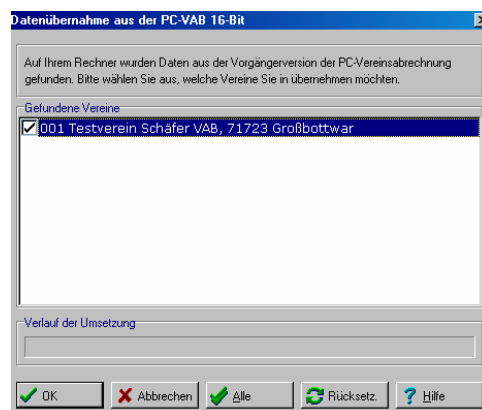 Datenübernahme aus der PC-VAB 16-Bit
Auf Ihrem Rechner wurden Daten aus der Vorgängerversion der PC-Vereinsabrechnung
gefunden. Bitte wählen Sie aus, welche Vereine Sie in übernehmen möchten.
Gefundene Vereine
001 Testverein Schäfer VAB, 71723 Großbottwar
Verlauf der Umsetzung
OK Abbrechen Alle Rücksetz. Hilfe